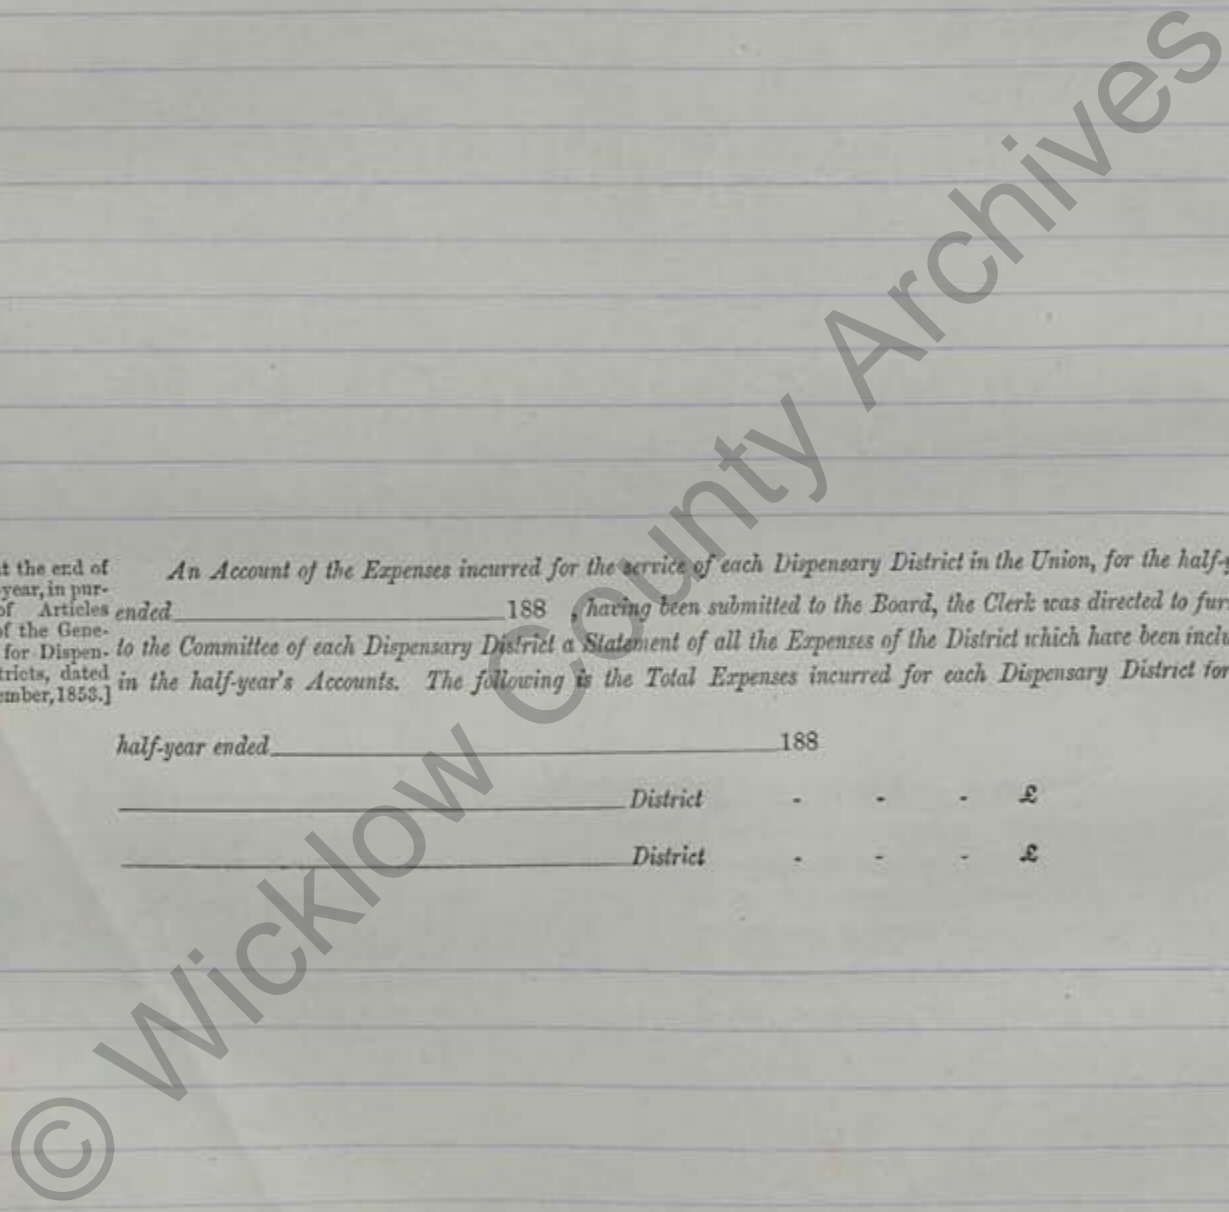 t the end of
year, in pur-
of Articles
of the Gene-
for Dispen-
tricts, dated
ember, 1853.]
An Account of the Expenses incurred for the service of each Dispensary District in the Union, for the half-y
ended 188 , having been submitted to the Board, the Clerk was directed to fur
to the Committee of each Dispensary District a Statement of all the Expenses of the District which have been inclu
in the half-year's Accounts. The following is the Total Expenses incurred for each Dispensary District for
half-year ended 188
District - - - £
District - - - £
© Wicklow County Archives